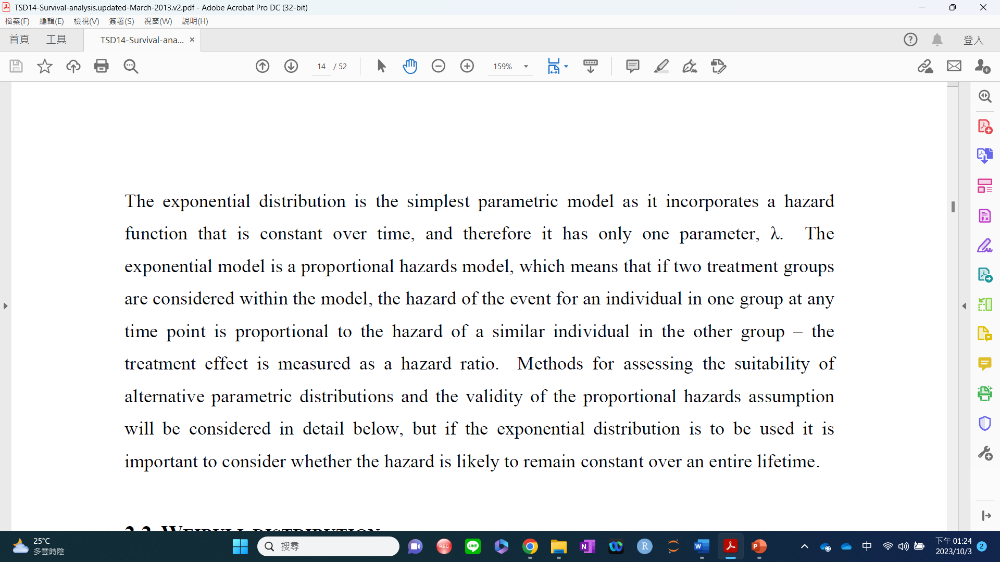 TSD14-Survival-analysis.updated-March-2013.v2.pdf - Adobe Acrobat Pro DC (32-bit)
檔案(F) 編輯(E) 檢視(V) 簽署(S) 視窗(W) 說明(H)
首頁 工具 TSD14-Survival-ana... × 登入
14 / 52 159%
The exponential distribution is the simplest parametric model as it incorporates a hazard
function that is constant over time, and therefore it has only one parameter, λ. The
exponential model is a proportional hazards model, which means that if two treatment groups
are considered within the model, the hazard of the event for an individual in one group at any
time point is proportional to the hazard of a similar individual in the other group – the
treatment effect is measured as a hazard ratio. Methods for assessing the suitability of
alternative parametric distributions and the validity of the proportional hazards assumption
will be considered in detail below, but if the exponential distribution is to be used it is
important to consider whether the hazard is likely to remain constant over an entire lifetime.
2.2 WEIBULL DISTRIBUTION
25°C
多雲時陰
搜尋
REC
LINE
中
下午 01:24
2023/10/3
2